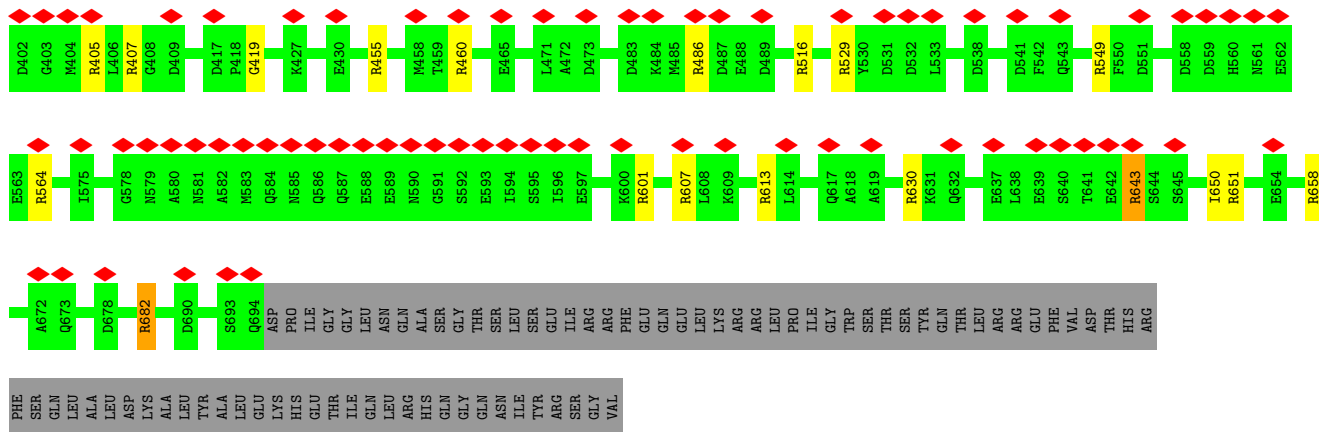 D402 G403 M404 R405 L406 R407 G408 D409 D417 P418 G419 K427 E430 R455 M458 T459 R460 E465 L471 A472 D473 D483 K484 M485 R486 D487 E488 D489 R516 R529 Y530 D531 D532 L533 D538 D541 F542 Q543 R549 F550 D551 D558 D559 H560 N561 E562
E563 R564 I575 G578 N579 A580 N581 A582 M583 Q584 N585 Q586 Q587 E588 E589 N590 G591 S592 E593 I594 S595 I596 E597 K600 R601 R607 L608 K609 R613 L614 Q617 A618 A619 R630 K631 Q632 E637 L638 E639 S640 T641 E642 R643 S644 S645 I650 R651 E654 R658
A672 Q673 D678 R682 D690 S693 Q694 ASP PRO ILE GLY GLY LEU ASN GLN ALA SER GLY THR SER LEU SER GLU ILE ARG ARG PHE GLU GLN GLU LEU LYS ARG ARG LEU PRO ILE GLY TRP SER THR SER TYR GLN THR LEU ARG ARG GLU PHE VAL ASP THR HIS ARG
PHE SER GLN LEU ALA LEU ASP LYS ALA LEU TYR ALA LEU GLU LYS HIS GLU THR ILE GLN LEU ARG HIS GLN GLY GLN ASN ILE TYR ARG SER GLY VAL